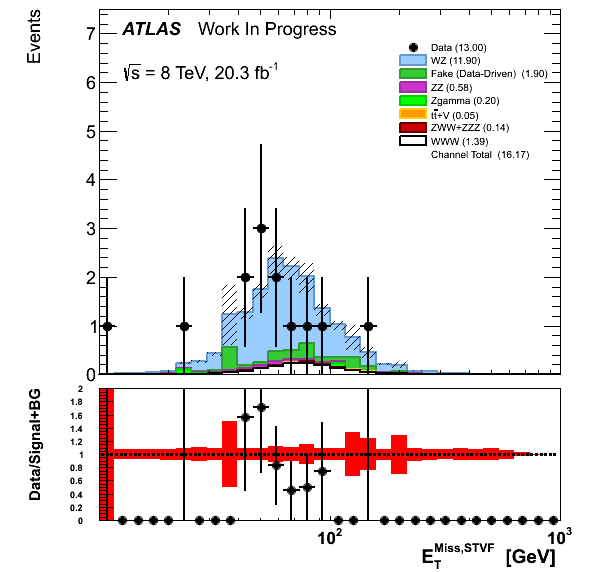 Events
7
6
5
4
3
2
1
0
ATLAS Work In Progress
√s = 8 TeV, 20.3 fb⁻¹
Data (13.00)
WZ (11.90)
Fake (Data-Driven) (1.90)
ZZ (0.58)
Zgamma (0.20)
tt̄+V (0.05)
ZWW+ZZZ (0.14)
WWW (1.39)
Channel Total (16.17)
Data/Signal+BG
2
1.8
1.6
1.4
1.2
1
0.8
0.6
0.4
0.2
0
10²
10³
E_T^Miss,STVF [GeV]